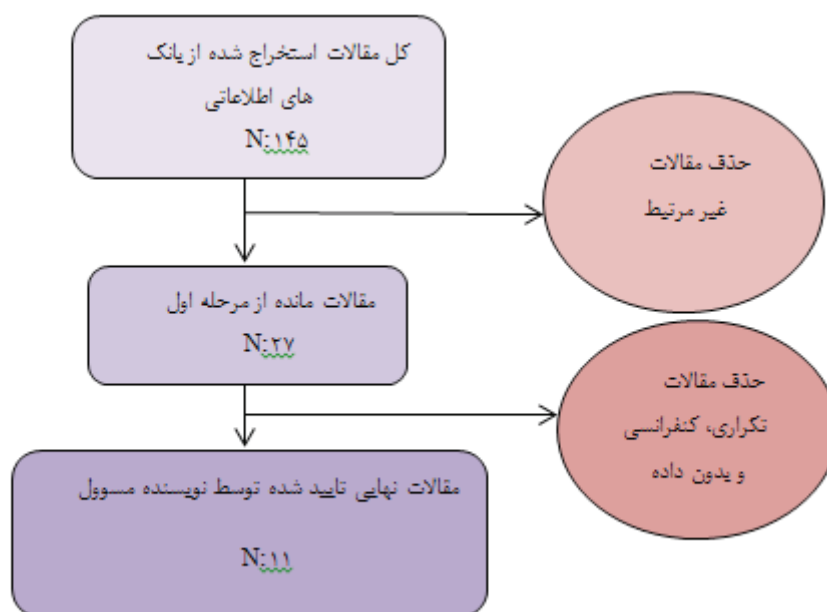 کل مقالات استخراج شده از بانک
های اطلاعاتی
N:۱۴۵
حذف مقالات
غیر مرتبط
مقالات مانده از مرحله اول
N:۲۷
حذف مقالات
تکراری، کنفرانسی
و بدون داده
مقالات نهایی تایید شده توسط نویسنده مسوول
N:۱۱